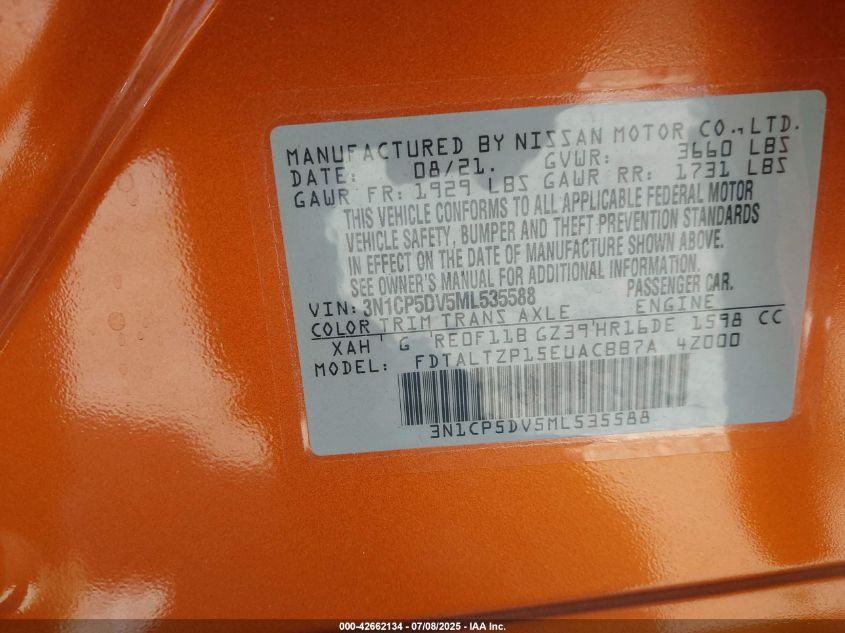 MANUFACTURED BY NISSAN MOTOR CO., LTD.
DATE: 08/21. GVWR: 3660 LBS
GAWR FR: 1929 LBS GAWR RR: 1731 LBS
THIS VEHICLE CONFORMS TO ALL APPLICABLE FEDERAL MOTOR
VEHICLE SAFETY, BUMPER AND THEFT PREVENTION STANDARDS
IN EFFECT ON THE DATE OF MANUFACTURE SHOWN ABOVE.
SEE OWNER'S MANUAL FOR ADDITIONAL INFORMATION.
VIN: 3N1CP5DV5ML535588 PASSENGER CAR.
COLOR TRIM TRANS AXLE ENGINE
XAH' G 'RE0F11B GZ39'HR16DE 1598 CC
MODEL: FDTALTZP15EUACBB7A 4Z000
3N1CP5DV5ML535588
000-42662134 - 07/08/2025 - IAA Inc.